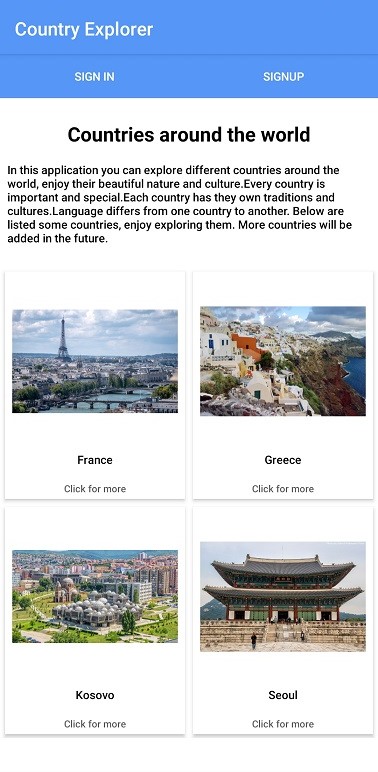 Country Explorer
SIGN IN
SIGNUP
Countries around the world
In this application you can explore different countries around the
world, enjoy their beautiful nature and culture.Every country is
important and special.Each country has they own traditions and
cultures.Language differs from one country to another. Below are
listed some countries, enjoy exploring them. More countries will be
added in the future.
France
Greece
Click for more
Click for more
Kosovo
Seoul
Click for more
Click for more